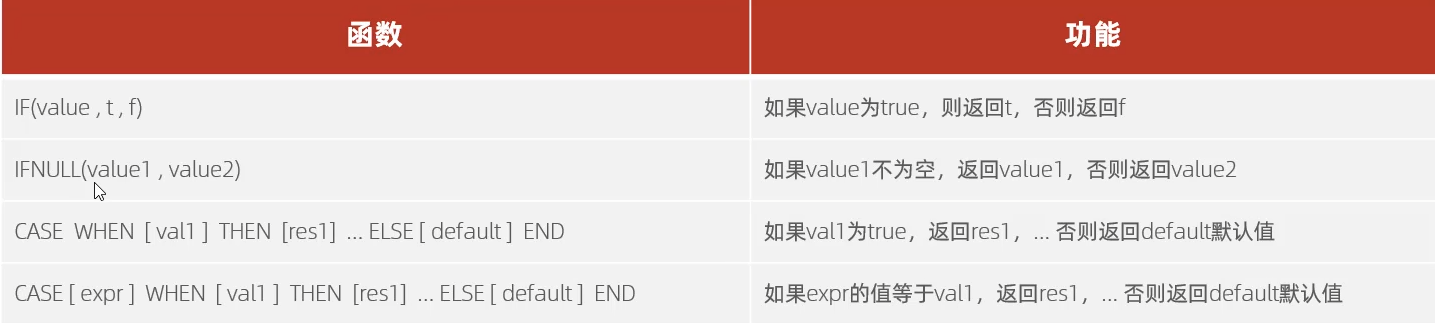 函数
功能
IF(value , t , f)
如果value为true，则返回t，否则返回f
IFNULL(value1 , value2)
如果value1不为空，返回value1，否则返回value2
CASE WHEN [ val1 ] THEN [res1] ... ELSE [ default ] END
如果val1为true，返回res1，... 否则返回default默认值
CASE [ expr ] WHEN [ val1 ] THEN [res1] ... ELSE [ default ] END
如果expr的值等于val1，返回res1，... 否则返回default默认值